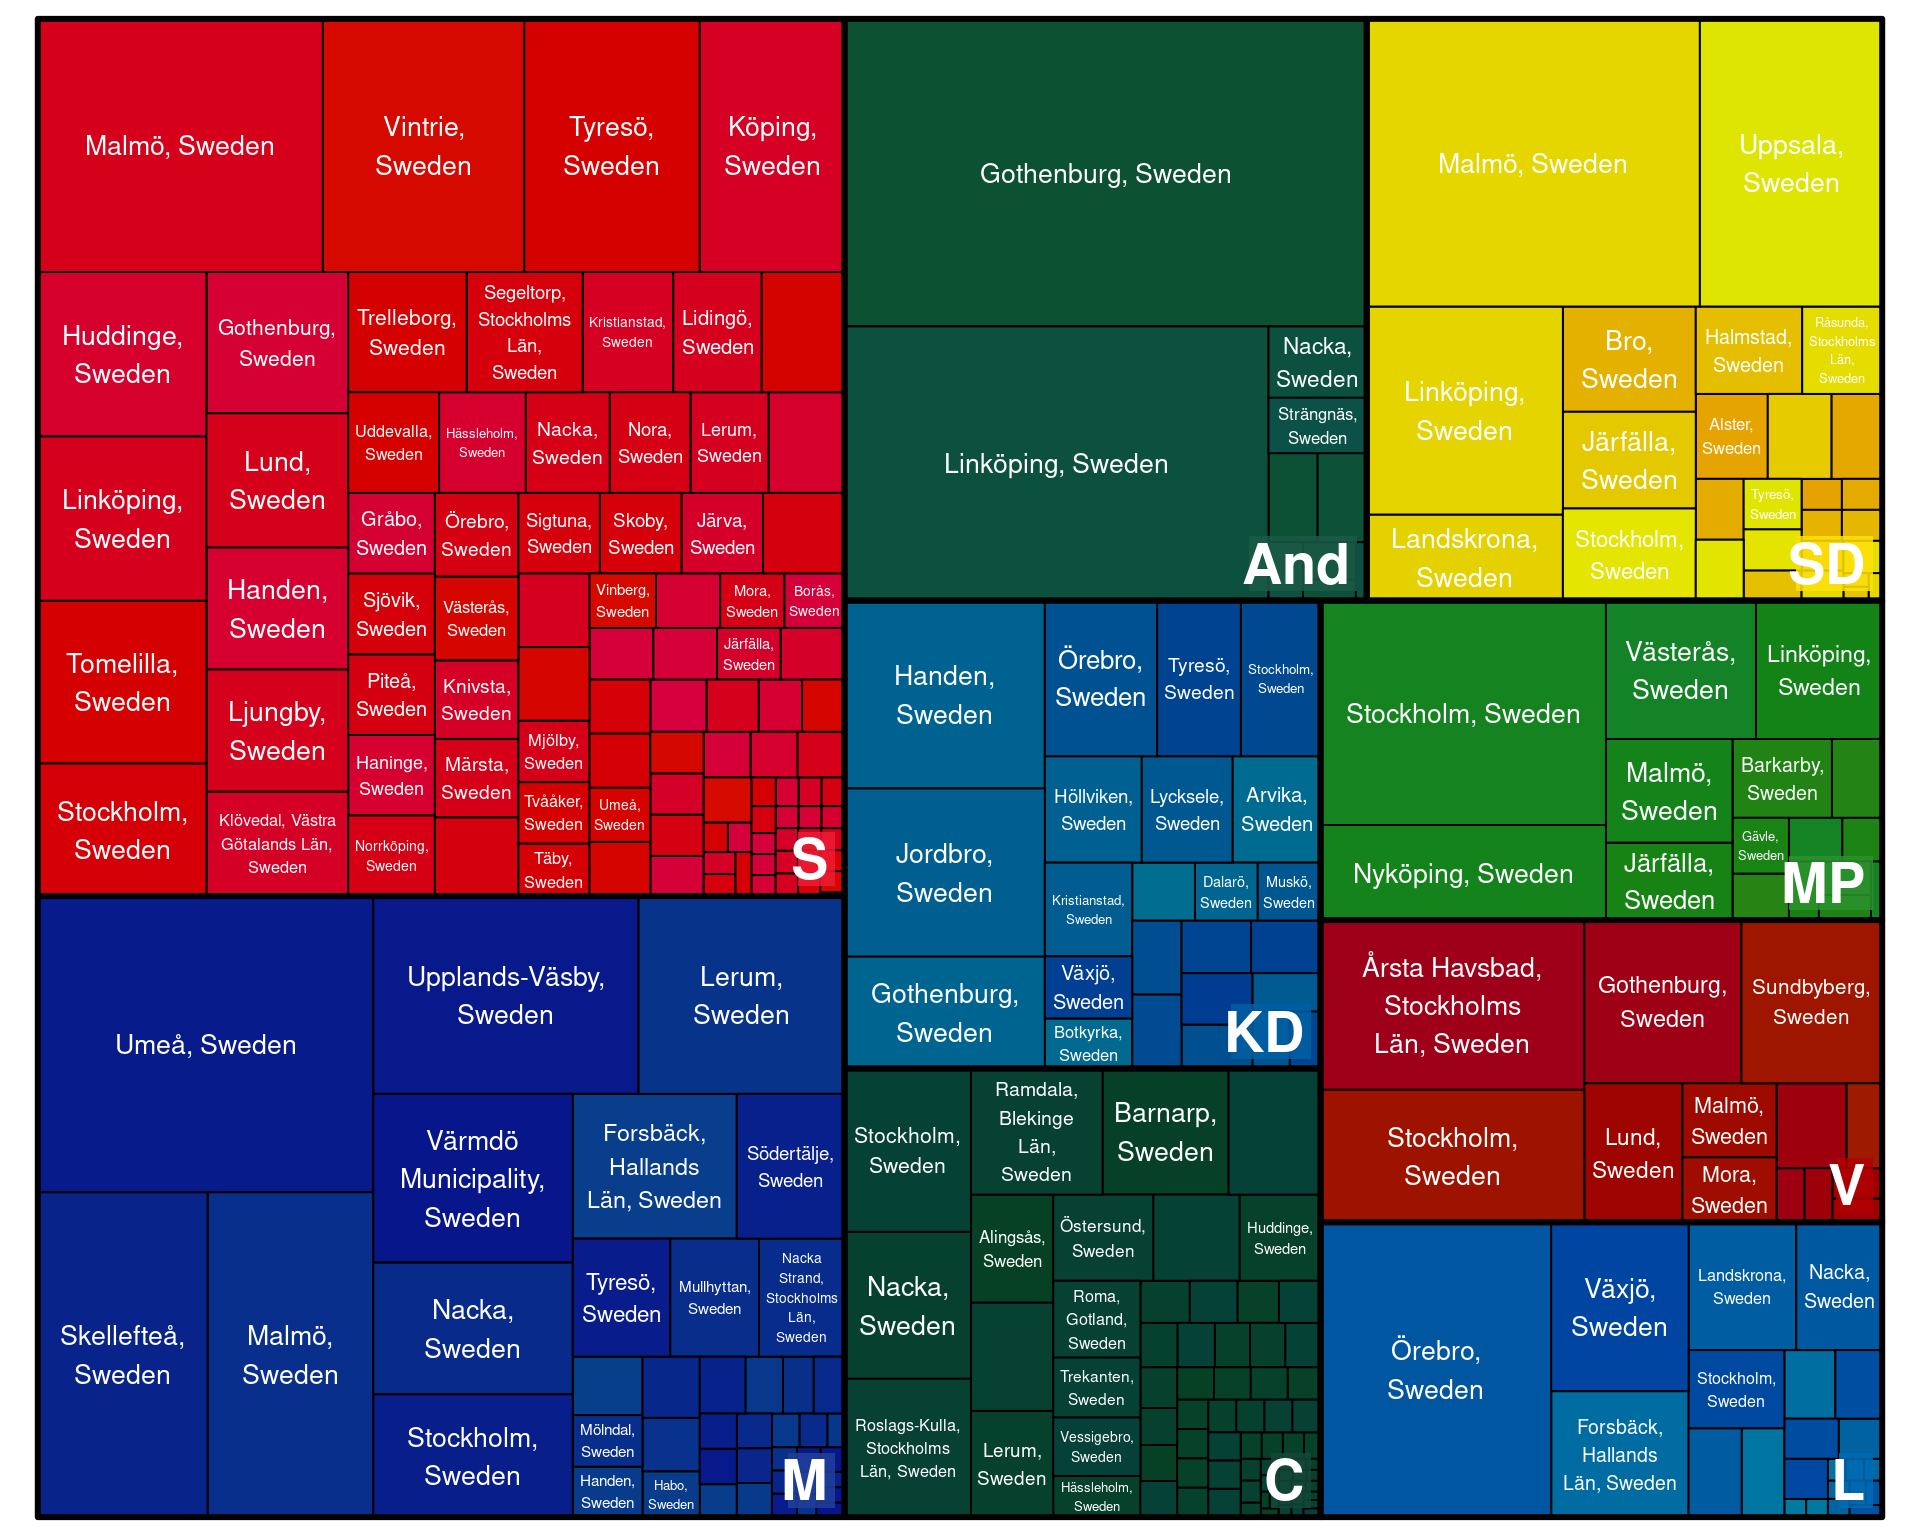 Malmö, Sweden
Vintrie,
Sweden
Tyresö,
Sweden
Köping,
Sweden
Huddinge,
Sweden
Gothenburg,
Sweden
Trelleborg,
Sweden
Segeltorp,
Stockholms
Län,
Sweden
Kristianstad,
Sweden
Lidingö,
Sweden
Linköping,
Sweden
Lund,
Sweden
Uddevalla,
Sweden
Hässleholm,
Sweden
Nacka,
Sweden
Nora,
Sweden
Lerum,
Sweden
Gråbo,
Sweden
Örebro,
Sweden
Sigtuna,
Sweden
Skoby,
Sweden
Järva,
Sweden
Handen,
Sweden
Sjövik,
Sweden
Västerås,
Sweden
Vinberg,
Sweden
Mora,
Sweden
Borås,
Sweden
Järfälla,
Sweden
Tomelilla,
Sweden
Ljungby,
Sweden
Piteå,
Sweden
Knivsta,
Sweden
Haninge,
Sweden
Märsta,
Sweden
Mjölby,
Sweden
Tvååker,
Sweden
Umeå,
Sweden
Stockholm,
Sweden
Klövedal, Västra
Götalands Län,
Sweden
Norrköping,
Sweden
Täby,
Sweden
S
Gothenburg, Sweden
Linköping, Sweden
Nacka,
Sweden
Strängnäs,
Sweden
And
Malmö, Sweden
Uppsala,
Sweden
Linköping,
Sweden
Bro,
Sweden
Halmstad,
Sweden
Råsunda,
Stockholms
Län,
Sweden
Järfälla,
Sweden
Alster,
Sweden
Landskrona,
Sweden
Stockholm,
Sweden
Tyresö,
Sweden
SD
Umeå, Sweden
Upplands-Väsby,
Sweden
Lerum,
Sweden
Värmdö
Municipality,
Sweden
Forsbäck,
Hallands
Län, Sweden
Södertälje,
Sweden
Skellefteå,
Sweden
Malmö,
Sweden
Nacka,
Sweden
Tyresö,
Sweden
Mullhyttan,
Sweden
Nacka
Strand,
Stockholms
Län,
Sweden
Stockholm,
Sweden
Mölndal,
Sweden
Handen,
Sweden
Habo,
Sweden
M
Handen,
Sweden
Örebro,
Sweden
Tyresö,
Sweden
Stockholm,
Sweden
Jordbro,
Sweden
Höllviken,
Sweden
Lycksele,
Sweden
Arvika,
Sweden
Kristianstad,
Sweden
Dalarö,
Sweden
Muskö,
Sweden
Gothenburg,
Sweden
Växjö,
Sweden
Botkyrka,
Sweden
KD
Stockholm,
Sweden
Ramdala,
Blekinge
Län,
Sweden
Barnarp,
Sweden
Nacka,
Sweden
Alingsås,
Sweden
Östersund,
Sweden
Huddinge,
Sweden
Roma,
Gotland,
Sweden
Trekanten,
Sweden
Roslags-Kulla,
Stockholms
Län, Sweden
Lerum,
Sweden
Vessigebro,
Sweden
Hässleholm,
Sweden
C
Stockholm, Sweden
Västerås,
Sweden
Linköping,
Sweden
Malmö,
Sweden
Barkarby,
Sweden
Nyköping, Sweden
Järfälla,
Sweden
Gävle,
Sweden
MP
Årsta Havsbad,
Stockholms
Län, Sweden
Gothenburg,
Sweden
Sundbyberg,
Sweden
Stockholm,
Sweden
Lund,
Sweden
Malmö,
Sweden
Mora,
Sweden
V
Örebro,
Sweden
Växjö,
Sweden
Landskrona,
Sweden
Nacka,
Sweden
Forsbäck,
Hallands
Län, Sweden
Stockholm,
Sweden
L